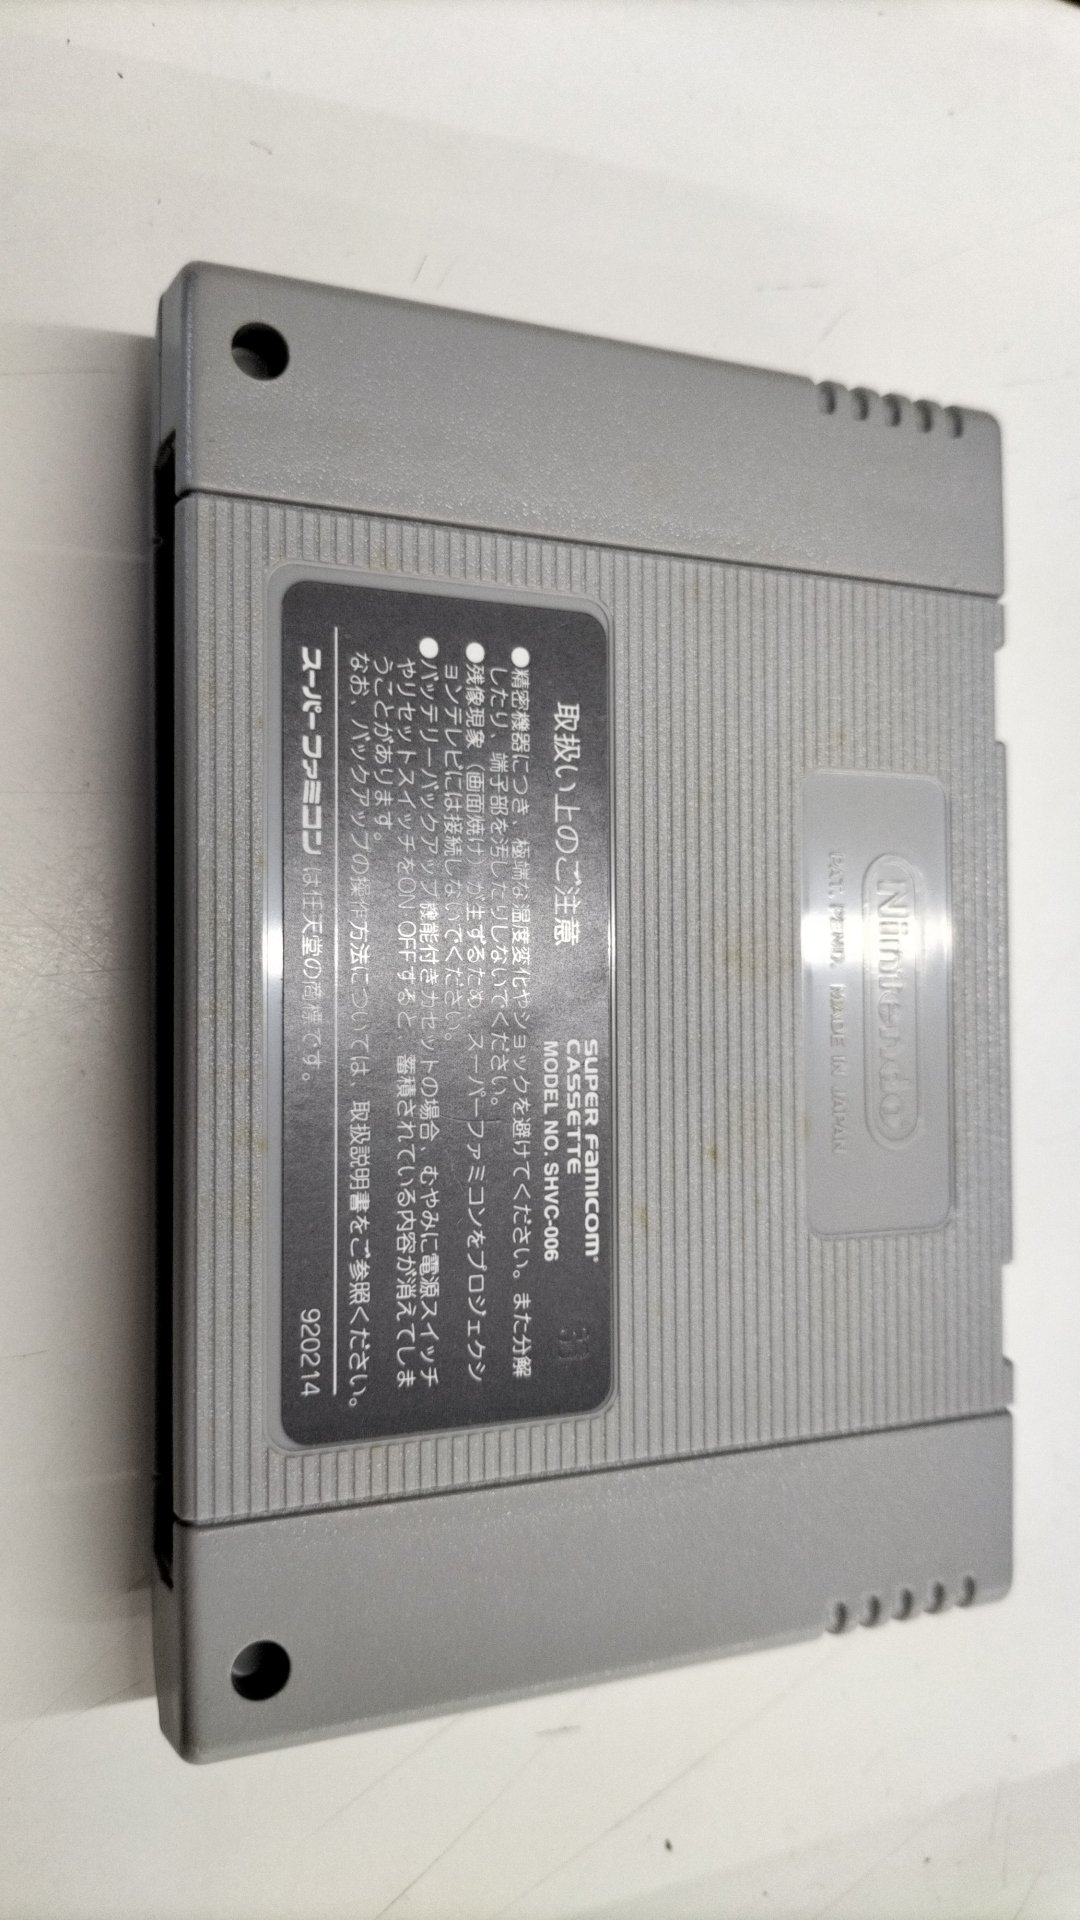 Nintendo
PAT. PEND. MADE IN JAPAN
取扱い上のご注意
SUPER FAMICOM
CASSETTE
MODEL NO. SHVC-006
31
●精密機器につき、極端な温度変化やショックを避けてください。また分解
したり、端子部を汚したりしないでください。
●残像現象（画面焼け）が生ずるため、スーパーファミコンをプロジェクシ
ョンテレビには接続しないでください。
●バッテリーバックアップ機能付きカセットの場合、むやみに電源スイッチ
やリセットスイッチをON・OFFすると、蓄積されている内容が消えてしま
うことがあります。
なお、バックアップの操作方法については、取扱説明書をご参照ください。
スーパーファミコンは任天堂の商標です。
920214